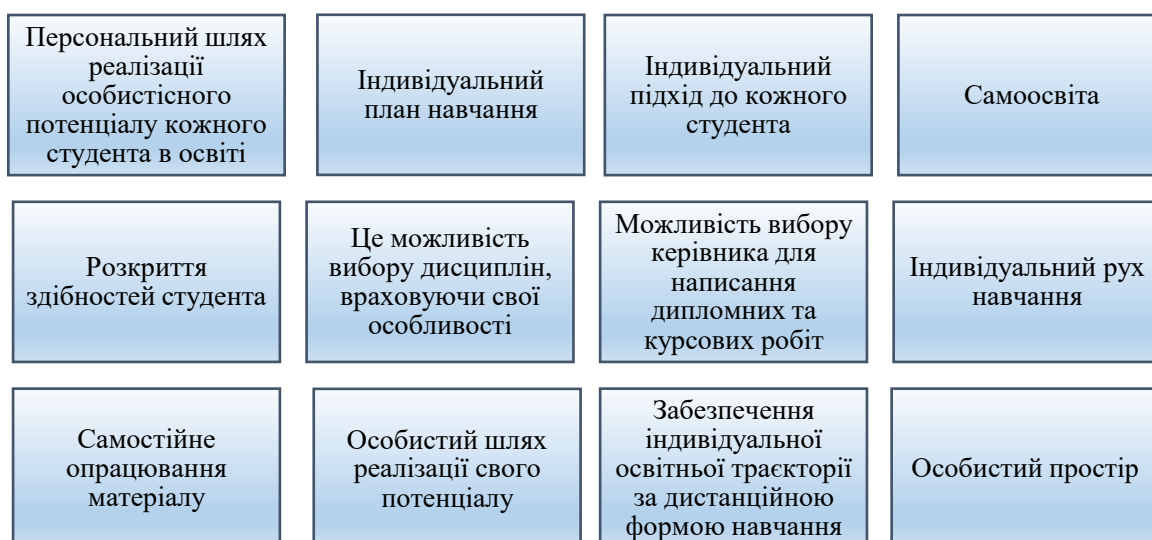 Персональний шлях
реалізації
особистісного
потенціалу кожного
студента в освіті
Індивідуальний
план навчання
Індивідуальний
підхід до кожного
студента
Самоосвіта
Розкриття
здібностей студента
Це можливість
вибору дисциплін,
враховуючи свої
особливості
Можливість вибору
керівника для
написання
дипломних та
курсових робіт
Індивідуальний рух
навчання
Самостійне
опрацювання
матеріалу
Особистий шлях
реалізації свого
потенціалу
Забезпечення
індивідуальної
освітньої траєкторії
за дистанційною
формою навчання
Особистий простір